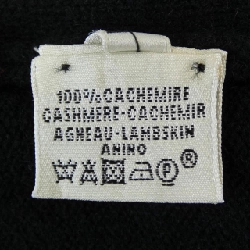 100% CACHEMIRE
CASHMERE-CACHEMIR
AGNEAU-LAMBSKIN
ANINO
P
®